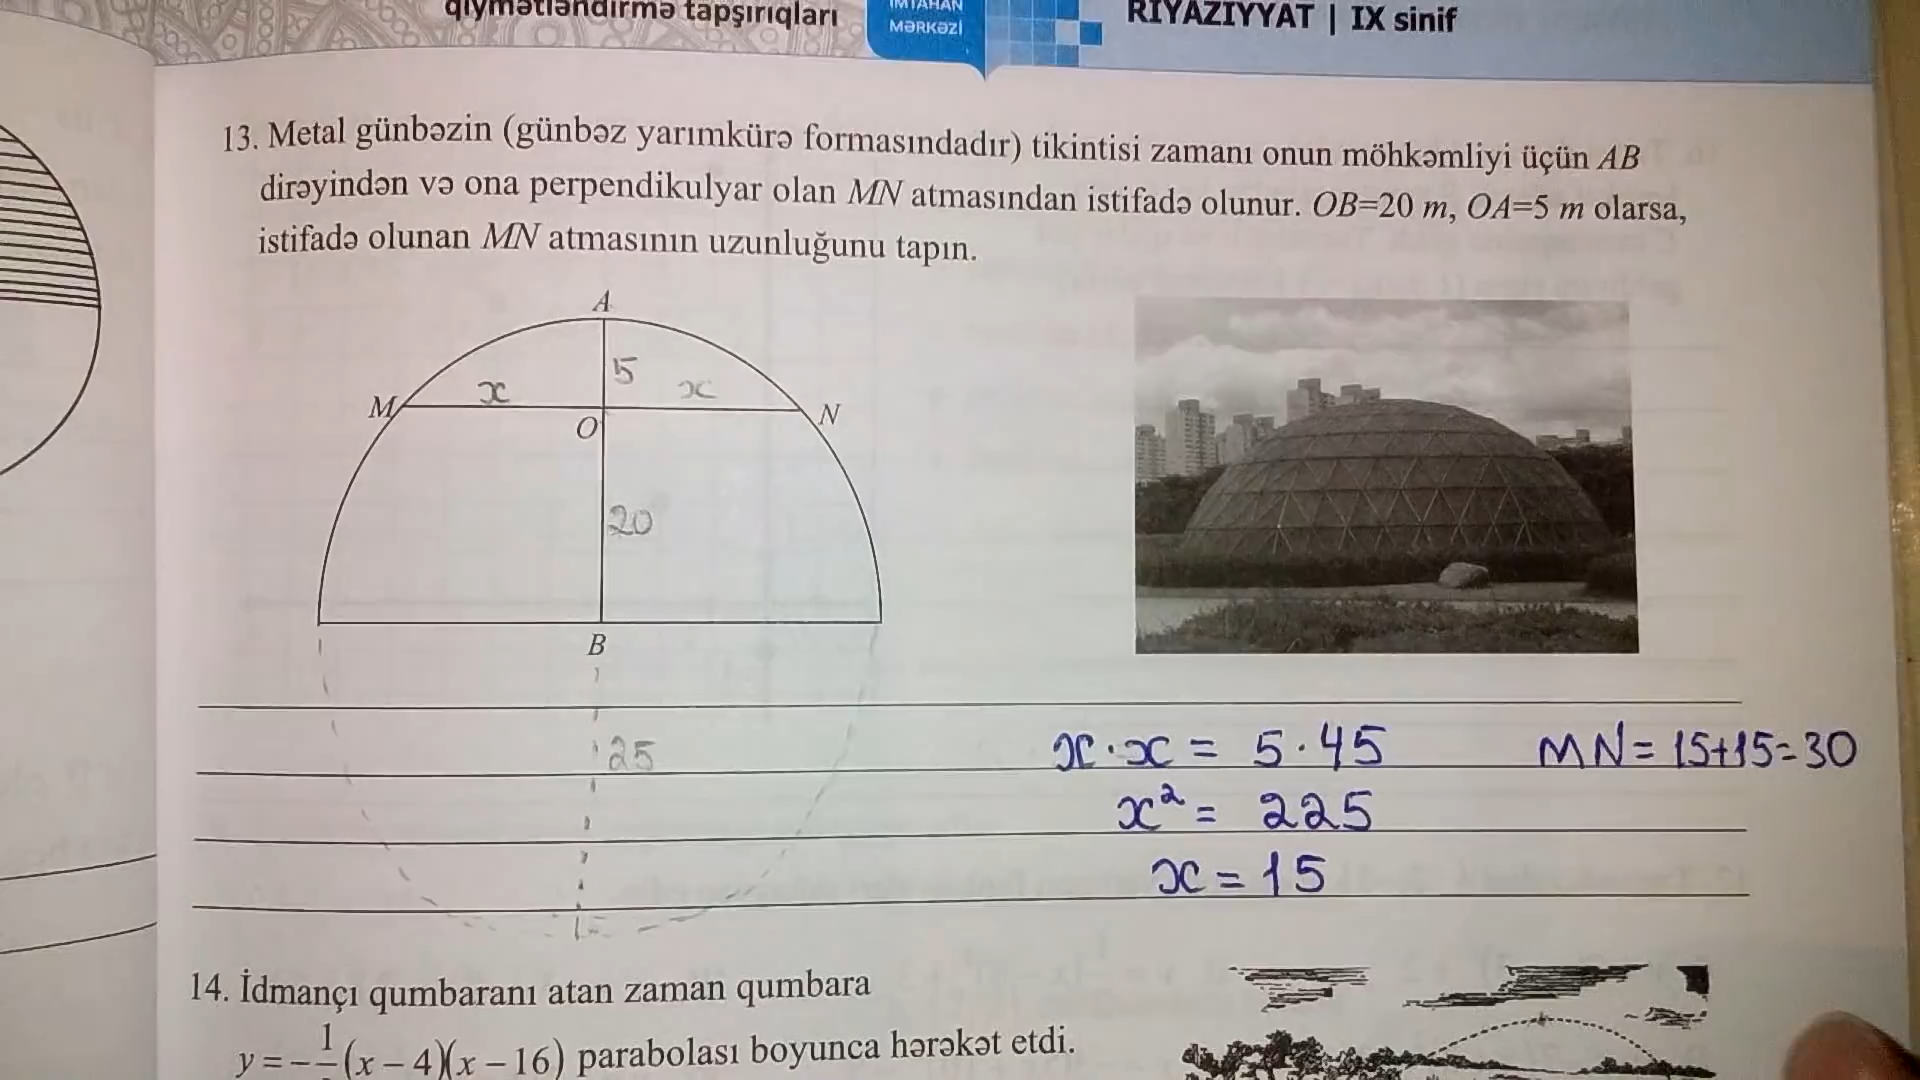 qiymətləndirmə tapşırıqları
İMTAHAN
MƏRKƏZİ
RİYAZİYYAT | IX sinif
13. Metal günbəzin (günbəz yarımkürə formasındadır) tikintisi zamanı onun möhkəmliyi üçün AB
dirəyindən və ona perpendikulyar olan MN atmasından istifadə olunur. OB=20 m, OA=5 m olarsa,
istifadə olunan MN atmasının uzunluğunu tapın.
A
5
x
x
M
N
O
20
B
25
x · x = 5 · 45
MN = 15+15=30
x² = 225
x = 15
14. İdmançı qumbaranı atan zaman qumbara
(x – 4)(x – 16) parabolası boyunca hərəkət etdi.